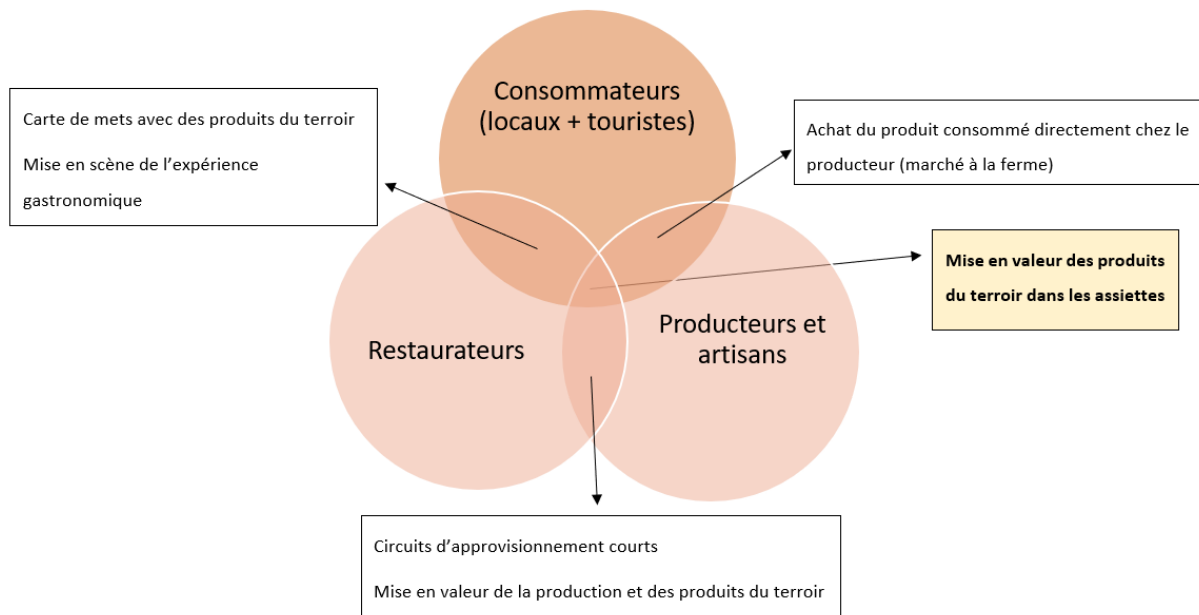 Consommateurs
(locaux + touristes)
Carte de mets avec des produits du terroir
Mise en scène de l’expérience
gastronomique
Achat du produit consommé directement chez le
producteur (marché à la ferme)
Mise en valeur des produits
du terroir dans les assiettes
Restaurateurs
Producteurs et
artisans
Circuits d’approvisionnement courts
Mise en valeur de la production et des produits du terroir